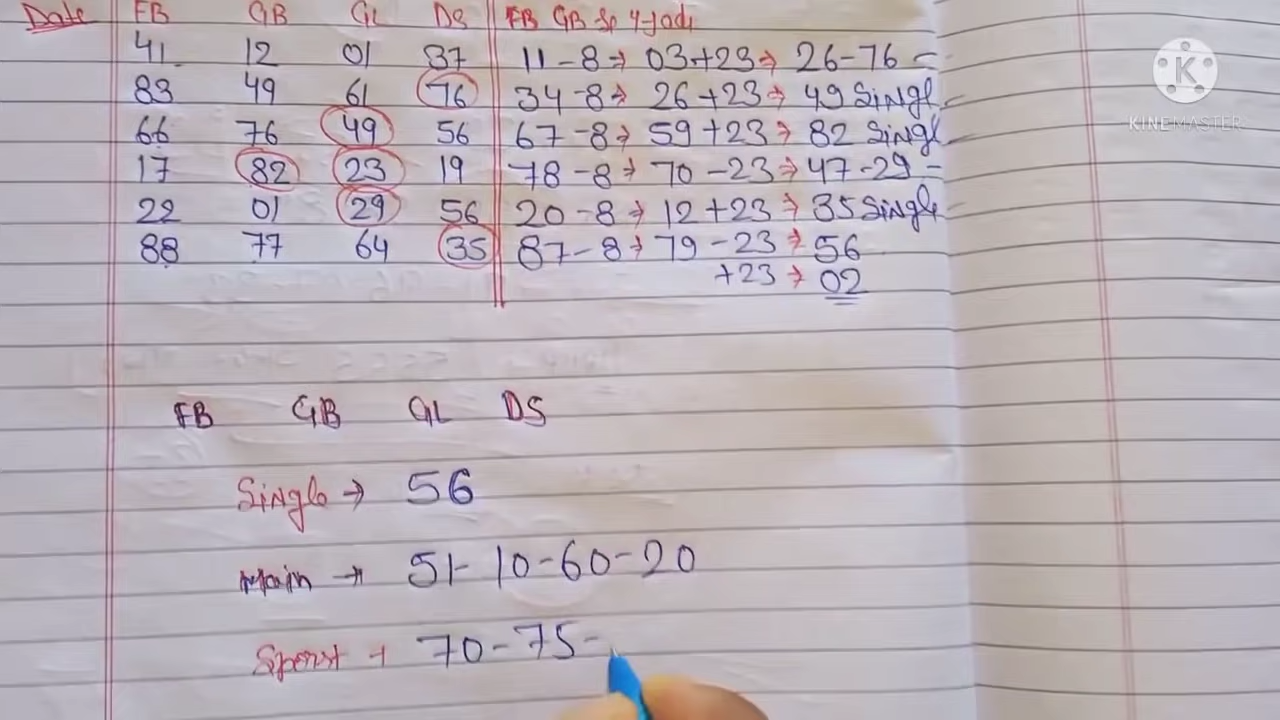 Date FB GB GL DS FB GB se 4-Jodi
41 12 01 37 11-8→ 03+23→ 26-76 =
83 49 61 76 34-8→ 26+23→ 49 Singl
66 76 49 56 67-8→ 59+23→ 82 Singl
17 82 23 19 78-8→ 70-23→ 47-29 =
22 01 29 56 20-8→ 12+23→ 35 Single
88 77 64 35 87-8→ 79-23→ 56
+23→ 02
FB GB GL DS
Single → 56
Main → 51-10-60-20
70-75-
K
KINEMASTER